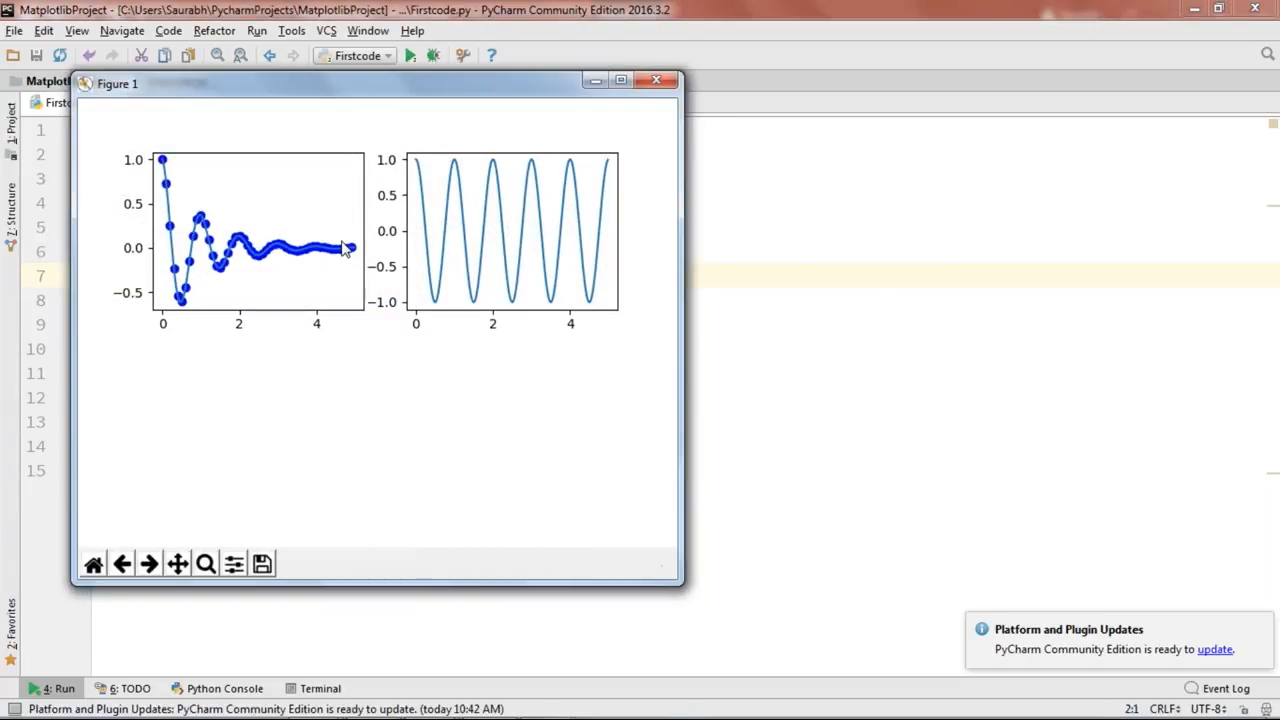 MatplotlibProject - [C:\Users\Saurabh\PycharmProjects\MatplotlibProject] - ...\Firstcode.py - PyCharm Community Edition 2016.3.2
File Edit View Navigate Code Refactor Run Tools VCS Window Help
Firstcode
Matplotl
Figure 1
Firstc
1: Project
7: Structure
2: Favorites
1
2
3
4
5
6
7
8
9
10
11
12
13
14
15
1.0
0.5
0.0
−0.5
0 2 4
1.0
0.5
0.0
−0.5
−1.0
0 2 4
Platform and Plugin Updates
PyCharm Community Edition is ready to update.
4: Run 6: TODO Python Console Terminal Event Log
Platform and Plugin Updates: PyCharm Community Edition is ready to update. (today 10:42 AM) 2:1 CRLF UTF-8